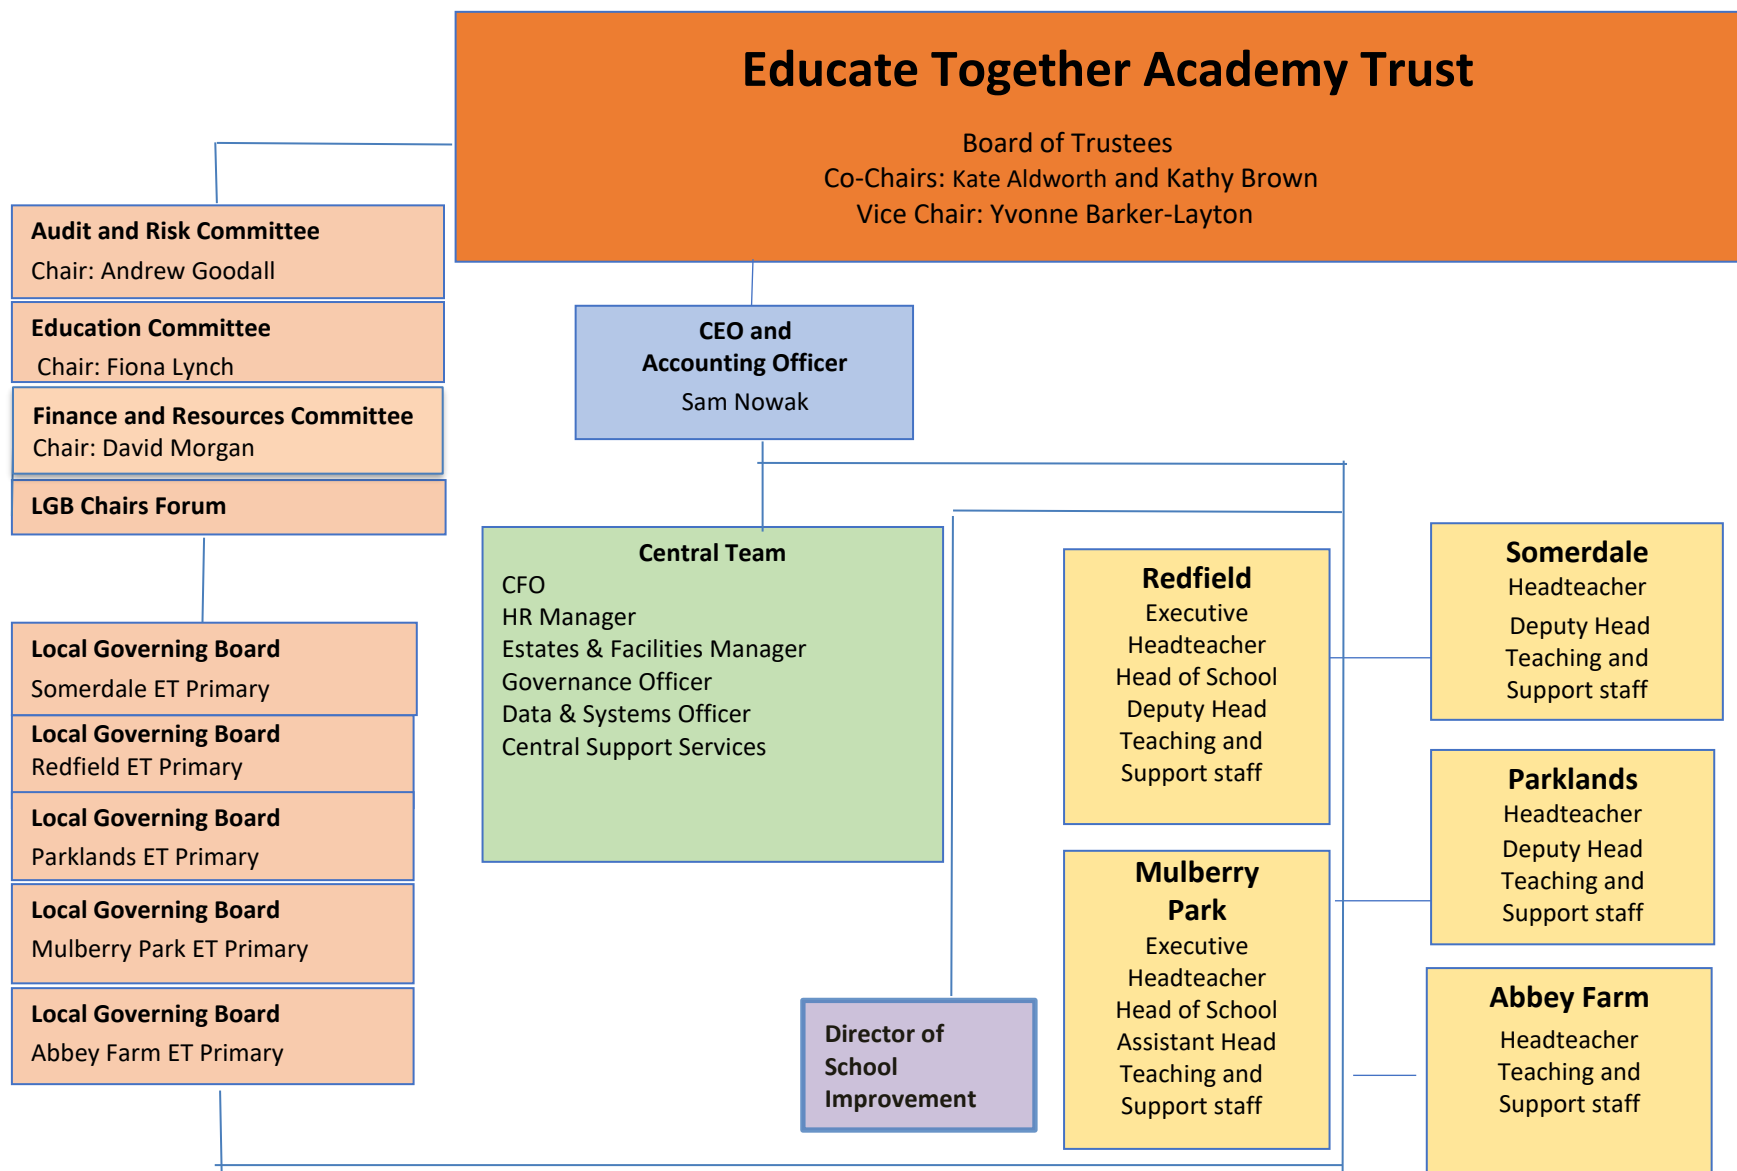 Educate Together Academy Trust
Board of Trustees
Co-Chairs: Kate Aldworth and Kathy Brown
Vice Chair: Yvonne Barker-Layton
Audit and Risk Committee
Chair: Andrew Goodall
Education Committee
Chair: Fiona Lynch
Finance and Resources Committee
Chair: David Morgan
LGB Chairs Forum
Local Governing Board
Somerdale ET Primary
Local Governing Board
Redfield ET Primary
Local Governing Board
Parklands ET Primary
Local Governing Board
Mulberry Park ET Primary
Local Governing Board
Abbey Farm ET Primary
CEO and
Accounting Officer
Sam Nowak
Central Team
CFO
HR Manager
Estates & Facilities Manager
Governance Officer
Data & Systems Officer
Central Support Services
Director of
School
Improvement
Redfield
Executive
Headteacher
Head of School
Deputy Head
Teaching and
Support staff
Mulberry
Park
Executive
Headteacher
Head of School
Assistant Head
Teaching and
Support staff
Somerdale
Headteacher
Deputy Head
Teaching and
Support staff
Parklands
Headteacher
Deputy Head
Teaching and
Support staff
Abbey Farm
Headteacher
Teaching and
Support staff